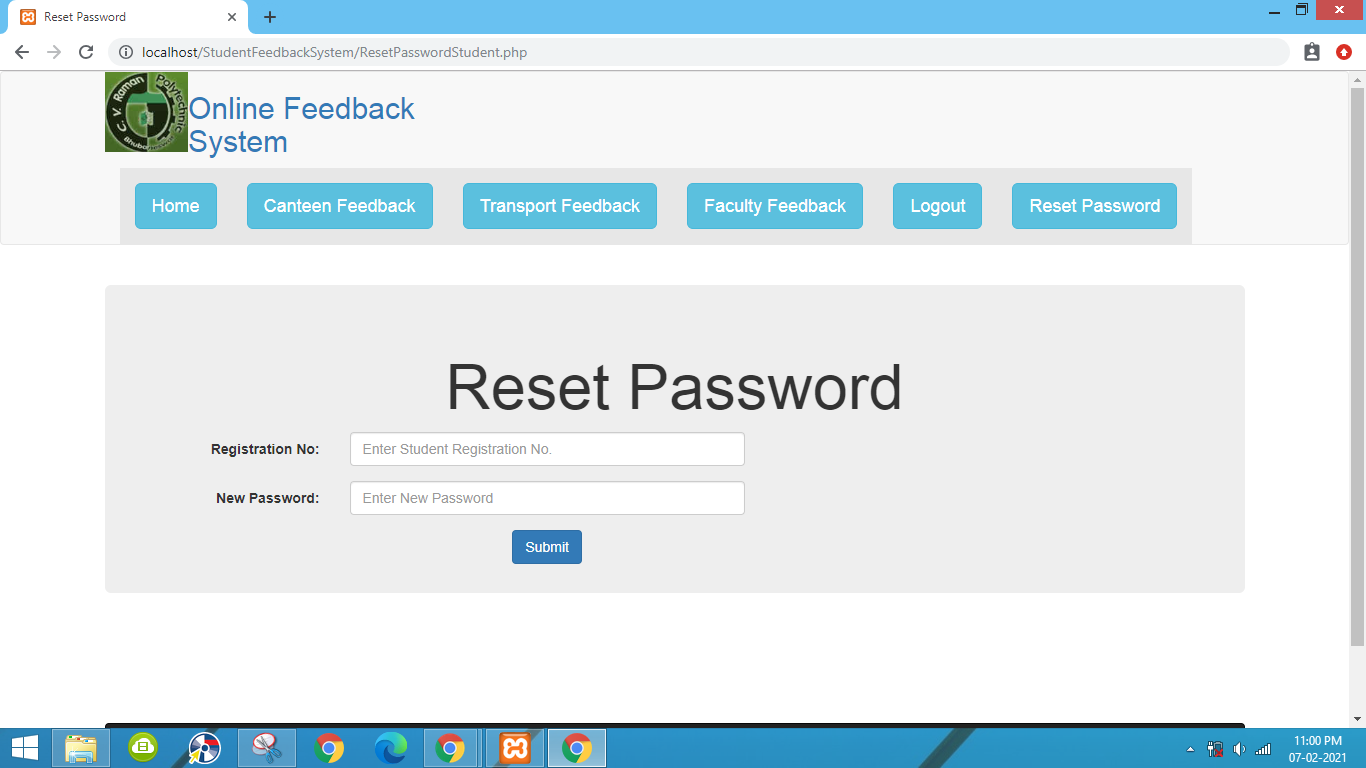 Reset Password
localhost/StudentFeedbackSystem/ResetPasswordStudent.php
C. V. Raman Polytechnic
Online Feedback
System
Home Canteen Feedback Transport Feedback Faculty Feedback Logout Reset Password
Reset Password
Registration No: Enter Student Registration No.
New Password: Enter New Password
Submit
11:00 PM
07-02-2021